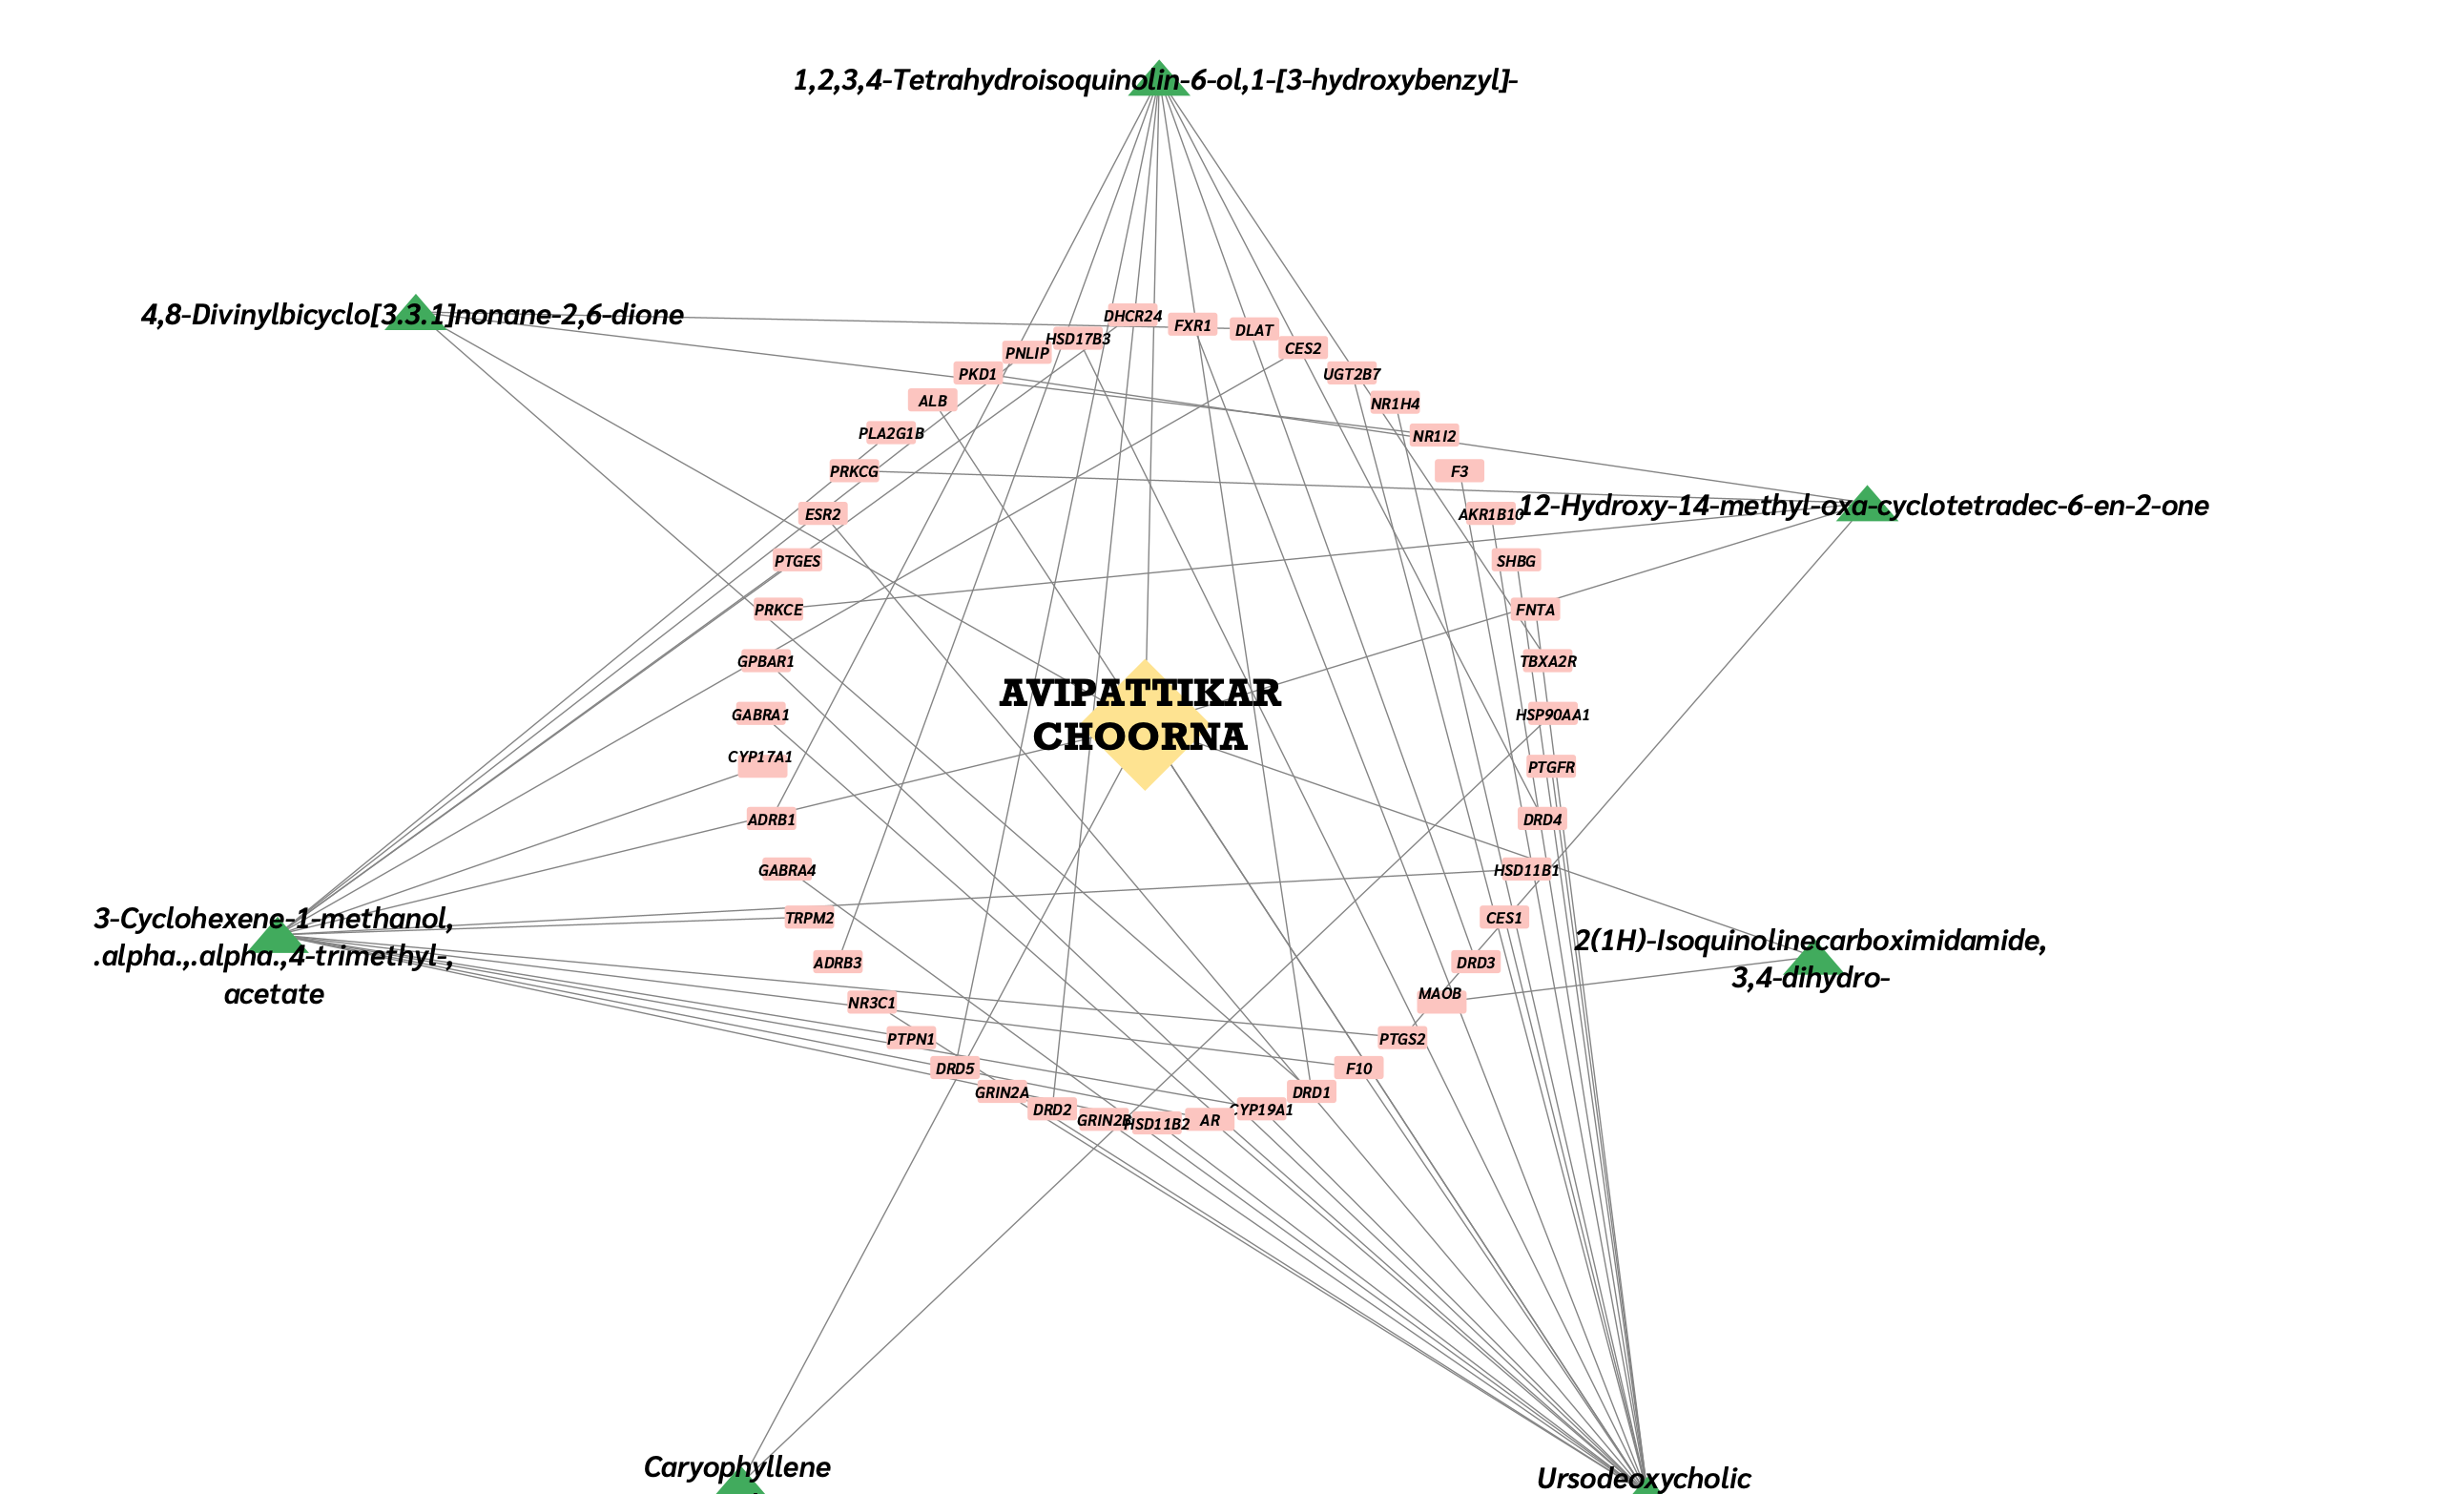 1,2,3,4-Tetrahydroisoquinolin-6-ol,1-[3-hydroxybenzyl]-
4,8-Divinylbicyclo[3.3.1]nonane-2,6-dione
DHCR24
FXR1
DLAT
HSD17B3
CES2
PNLIP
PKD1
UGT2B7
ALB
NR1H4
PLA2G1B
NR1I2
PRKCG
F3
12-Hydroxy-14-methyl-oxa-cyclotetradec-6-en-2-one
ESR2
AKR1B10
PTGES
SHBG
PRKCE
FNTA
GPBAR1
TBXA2R
AVIPATTIKAR
CHOORNA
GABRA1
HSP90AA1
CYP17A1
PTGFR
ADRB1
DRD4
GABRA4
HSD11B1
TRPM2
CES1
3-Cyclohexene-1-methanol,
.alpha.,.alpha.,4-trimethyl-,
acetate
2(1H)-Isoquinolinecarboximidamide,
3,4-dihydro-
ADRB3
DRD3
NR3C1
MAOB
PTPN1
PTGS2
DRD5
F10
GRIN2A
DRD1
DRD2
CYP19A1
GRIN2B
HSD11B2
AR
Caryophyllene
Ursodeoxycholic